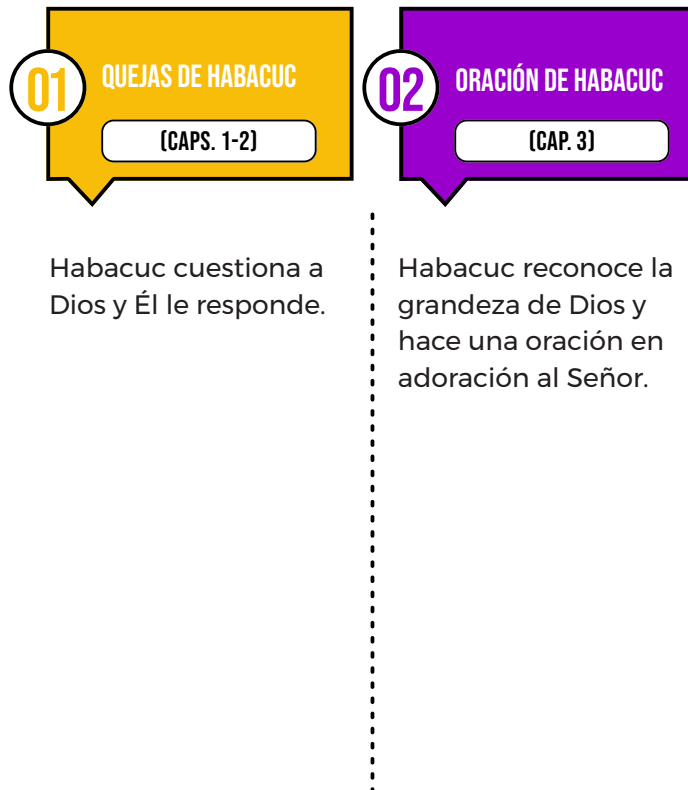 01
QUEJAS DE HABACUC
(CAPS. 1-2)
Habacuc cuestiona a
Dios y Él le responde.
02
ORACIÓN DE HABACUC
(CAP. 3)
Habacuc reconoce la
grandeza de Dios y
hace una oración en
adoración al Señor.